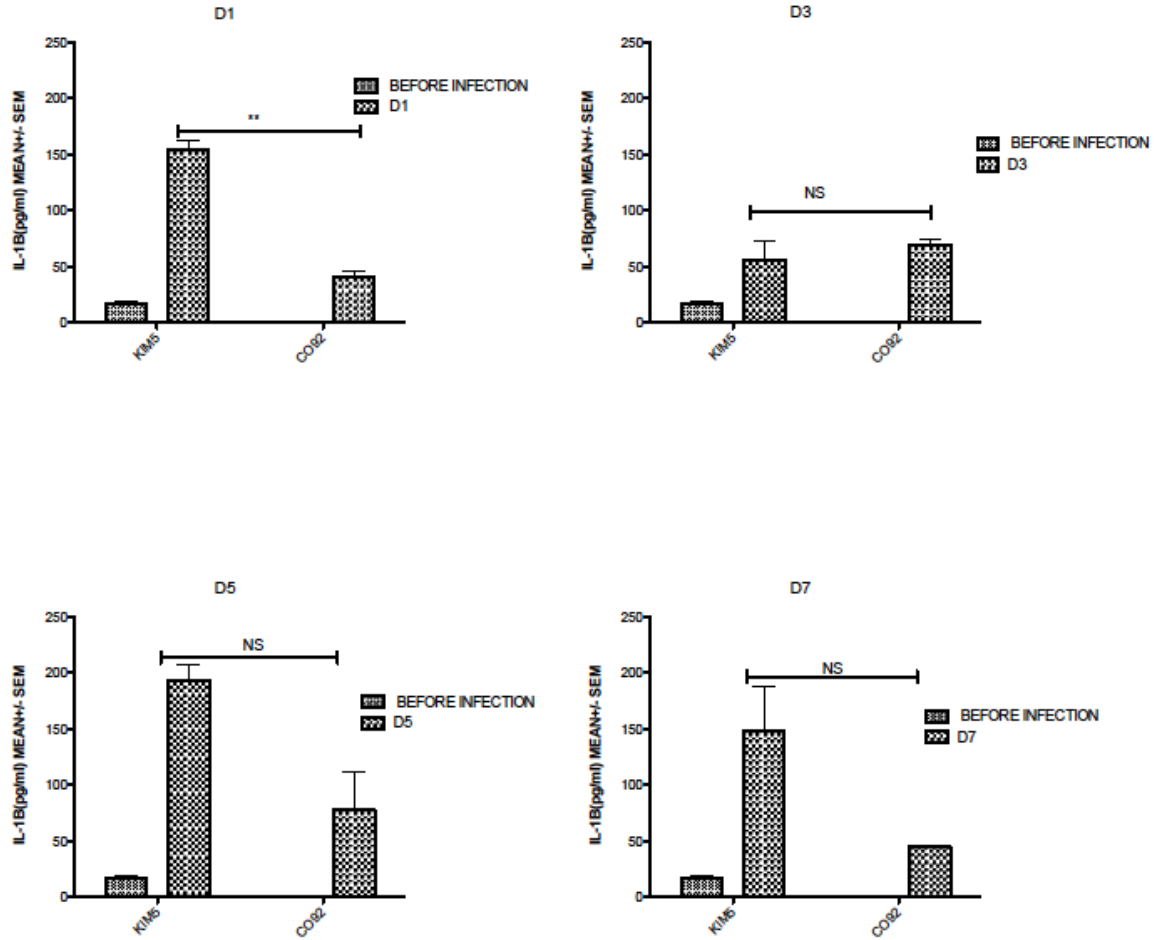 D1
IL-1B(pg/ml) MEAN+/- SEM
250
200
150
100
50
0
**
BEFORE INFECTION
D1
KIM5
CO92
D3
IL-1B(pg/ml) MEAN+/- SEM
250
200
150
100
50
0
NS
BEFORE INFECTION
D3
KIM5
CO92
D5
IL-1B(pg/ml) MEAN+/- SEM
250
200
150
100
50
0
NS
BEFORE INFECTION
D5
KIM5
CO92
D7
IL-1B(pg/ml) MEAN+/- SEM
250
200
150
100
50
0
NS
BEFORE INFECTION
D7
KIM5
CO92